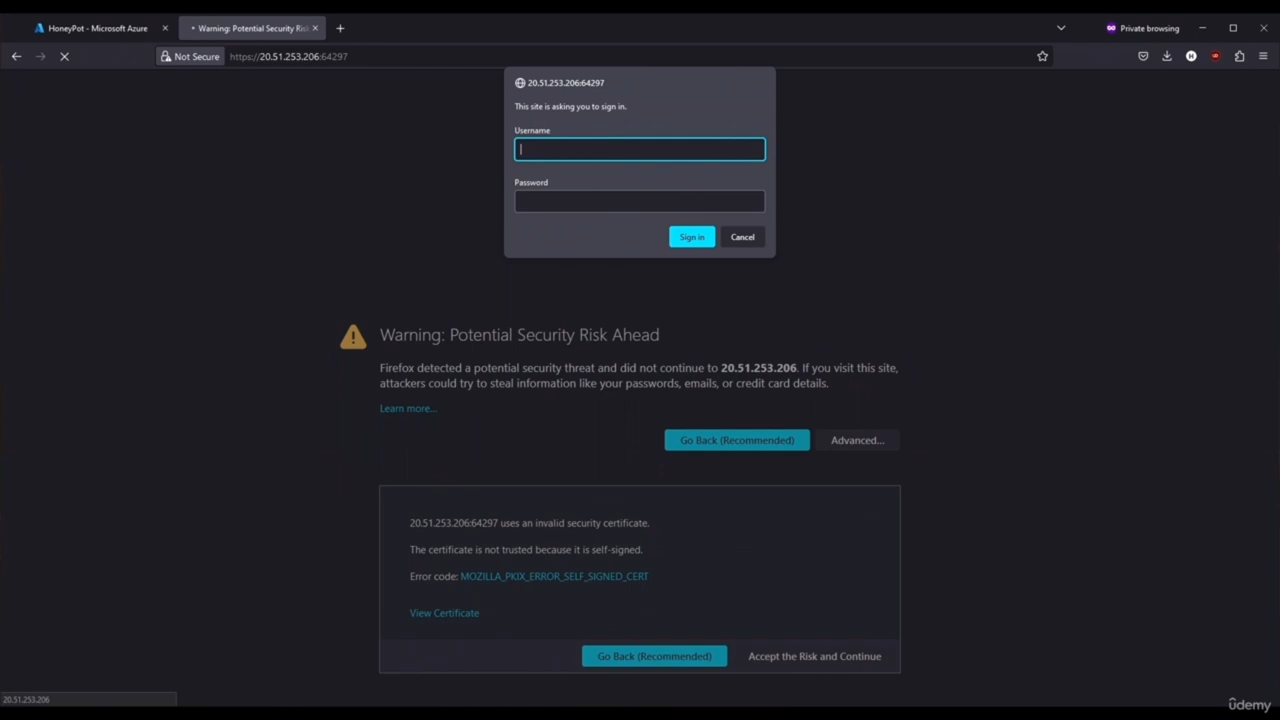 HoneyPot - Microsoft Azure
Warning: Potential Security Ris
Private browsing
Not Secure
https://20.51.253.206:64297
20.51.253.206:64297
This site is asking you to sign in.
Username
Password
Sign in
Cancel
Warning: Potential Security Risk Ahead
Firefox detected a potential security threat and did not continue to 20.51.253.206. If you visit this site,
attackers could try to steal information like your passwords, emails, or credit card details.
Learn more...
Go Back (Recommended)
Advanced...
20.51.253.206:64297 uses an invalid security certificate.
The certificate is not trusted because it is self-signed.
Error code: MOZILLA_PKIX_ERROR_SELF_SIGNED_CERT
View Certificate
Go Back (Recommended)
Accept the Risk and Continue
20.51.253.206
ûdemy